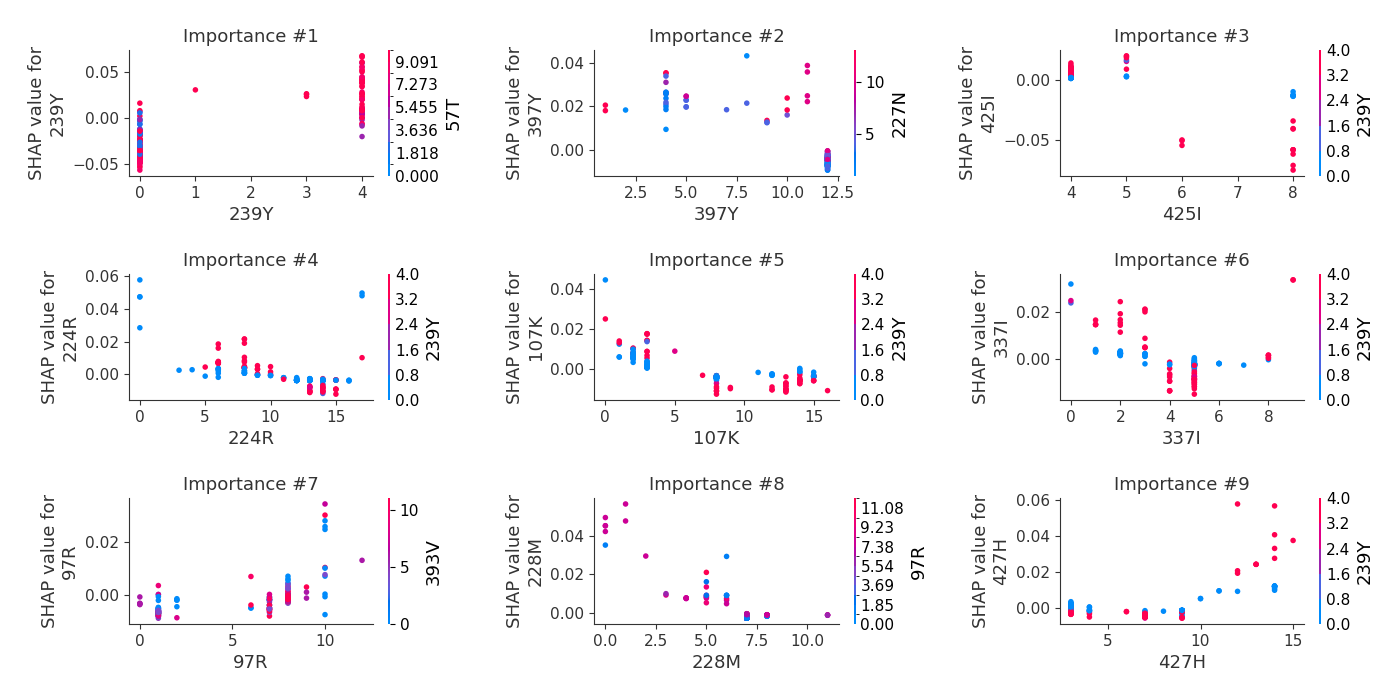 Importance #1
SHAP value for
239Y
0.05
0.00
−0.05
0
1
2
3
4
239Y
9.091
7.273
5.455
3.636
1.818
0.000
57T
Importance #2
SHAP value for
397Y
0.04
0.02
0.00
2.5
5.0
7.5
10.0
12.5
397Y
10
5
227N
Importance #3
SHAP value for
425I
0.00
−0.05
4
5
6
7
8
425I
4.0
3.2
2.4
1.6
0.8
0.0
239Y
Importance #4
SHAP value for
224R
0.06
0.04
0.02
0.00
0
5
10
15
224R
4.0
3.2
2.4
1.6
0.8
0.0
239Y
Importance #5
SHAP value for
107K
0.04
0.02
0.00
0
5
10
15
107K
4.0
3.2
2.4
1.6
0.8
0.0
239Y
Importance #6
SHAP value for
337I
0.02
0.00
0
2
4
6
8
337I
4.0
3.2
2.4
1.6
0.8
0.0
239Y
Importance #7
SHAP value for
97R
0.02
0.00
0
5
10
97R
10
5
0
393V
Importance #8
SHAP value for
228M
0.04
0.02
0.00
0.0
2.5
5.0
7.5
10.0
228M
11.08
9.23
7.38
5.54
3.69
1.85
0.00
97R
Importance #9
SHAP value for
427H
0.06
0.04
0.02
0.00
5
10
15
427H
4.0
3.2
2.4
1.6
0.8
0.0
239Y